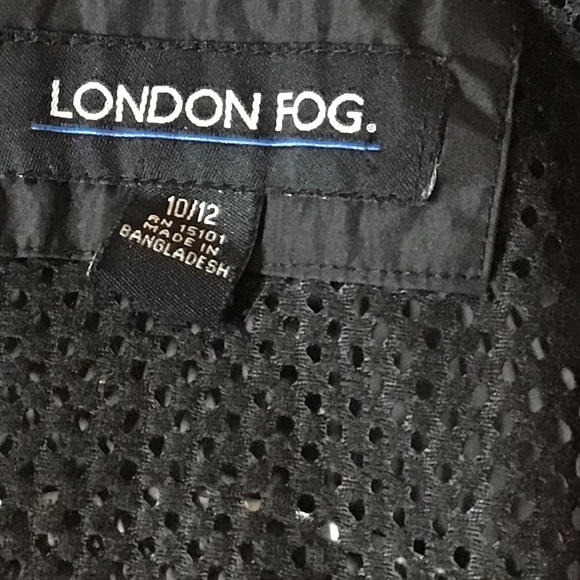 LONDON FOG.
10/12
RN 15101
MADE IN
BANGLADESH